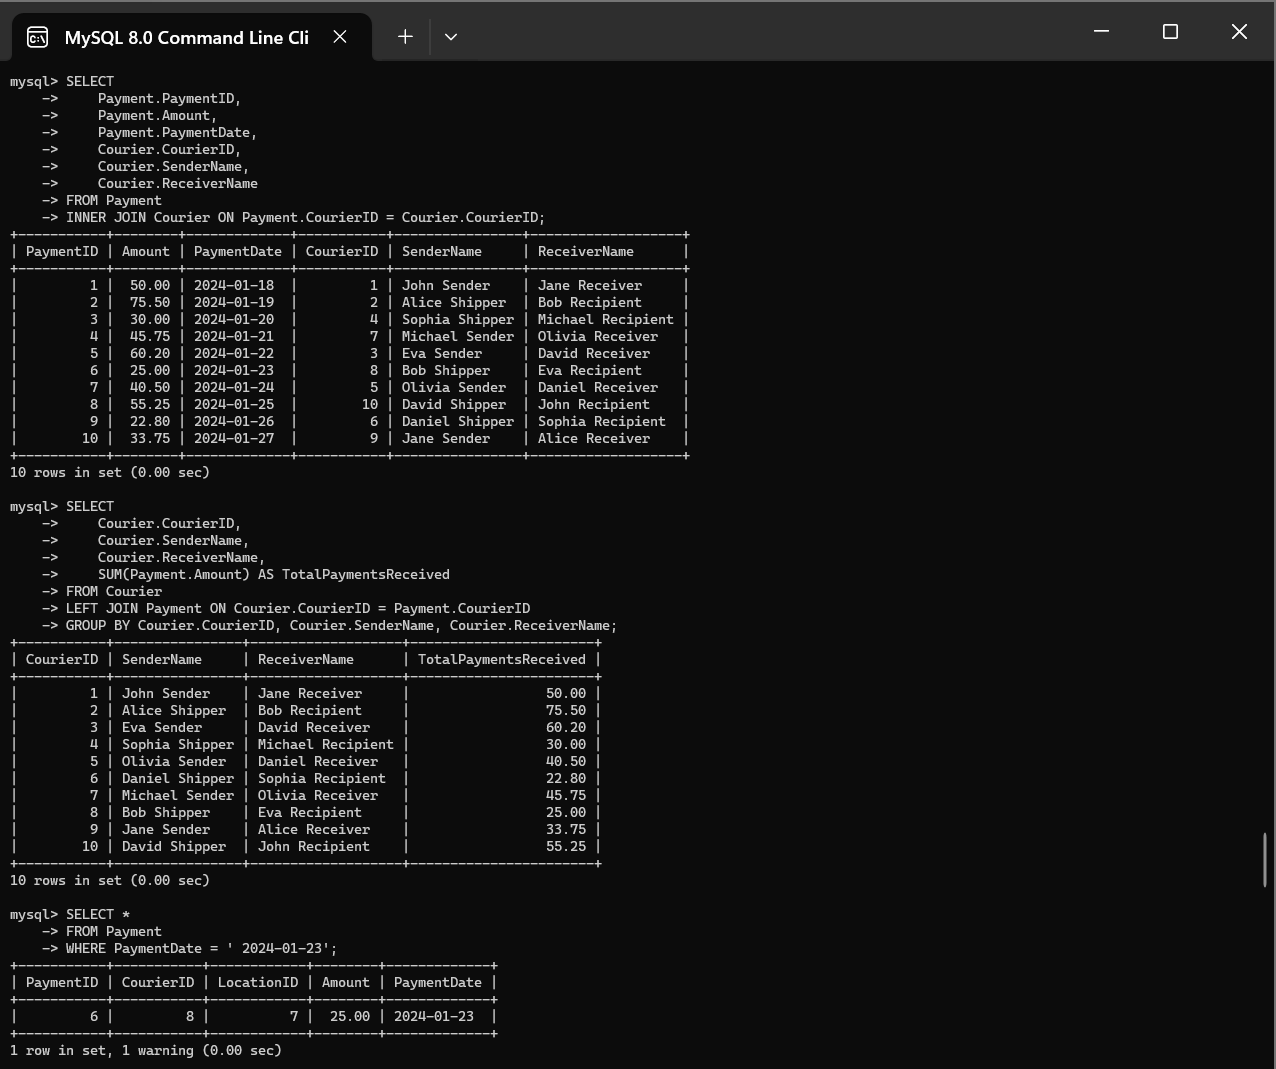 MySQL 8.0 Command Line Cli
mysql> SELECT
    ->     Payment.PaymentID,
    ->     Payment.Amount,
    ->     Payment.PaymentDate,
    ->     Courier.CourierID,
    ->     Courier.SenderName,
    ->     Courier.ReceiverName
    -> FROM Payment
    -> INNER JOIN Courier ON Payment.CourierID = Courier.CourierID;
+-----------+--------+-------------+-----------+----------------+-------------------+
| PaymentID | Amount | PaymentDate | CourierID | SenderName     | ReceiverName      |
+-----------+--------+-------------+-----------+----------------+-------------------+
|         1 |  50.00 | 2024-01-18  |         1 | John Sender    | Jane Receiver     |
|         2 |  75.50 | 2024-01-19  |         2 | Alice Shipper  | Bob Recipient     |
|         3 |  30.00 | 2024-01-20  |         4 | Sophia Shipper | Michael Recipient |
|         4 |  45.75 | 2024-01-21  |         7 | Michael Sender | Olivia Receiver   |
|         5 |  60.20 | 2024-01-22  |         3 | Eva Sender     | David Receiver    |
|         6 |  25.00 | 2024-01-23  |         8 | Bob Shipper    | Eva Recipient     |
|         7 |  40.50 | 2024-01-24  |         5 | Olivia Sender  | Daniel Receiver   |
|         8 |  55.25 | 2024-01-25  |        10 | David Shipper  | John Recipient    |
|         9 |  22.80 | 2024-01-26  |         6 | Daniel Shipper | Sophia Recipient  |
|        10 |  33.75 | 2024-01-27  |         9 | Jane Sender    | Alice Receiver    |
+-----------+--------+-------------+-----------+----------------+-------------------+
10 rows in set (0.00 sec)

mysql> SELECT
    ->     Courier.CourierID,
    ->     Courier.SenderName,
    ->     Courier.ReceiverName,
    ->     SUM(Payment.Amount) AS TotalPaymentsReceived
    -> FROM Courier
    -> LEFT JOIN Payment ON Courier.CourierID = Payment.CourierID
    -> GROUP BY Courier.CourierID, Courier.SenderName, Courier.ReceiverName;
+-----------+----------------+-------------------+-----------------------+
| CourierID | SenderName     | ReceiverName      | TotalPaymentsReceived |
+-----------+----------------+-------------------+-----------------------+
|         1 | John Sender    | Jane Receiver     |                 50.00 |
|         2 | Alice Shipper  | Bob Recipient     |                 75.50 |
|         3 | Eva Sender     | David Receiver    |                 60.20 |
|         4 | Sophia Shipper | Michael Recipient |                 30.00 |
|         5 | Olivia Sender  | Daniel Receiver   |                 40.50 |
|         6 | Daniel Shipper | Sophia Recipient  |                 22.80 |
|         7 | Michael Sender | Olivia Receiver   |                 45.75 |
|         8 | Bob Shipper    | Eva Recipient     |                 25.00 |
|         9 | Jane Sender    | Alice Receiver    |                 33.75 |
|        10 | David Shipper  | John Recipient    |                 55.25 |
+-----------+----------------+-------------------+-----------------------+
10 rows in set (0.00 sec)

mysql> SELECT *
    -> FROM Payment
    -> WHERE PaymentDate = ' 2024-01-23';
+-----------+-----------+------------+--------+-------------+
| PaymentID | CourierID | LocationID | Amount | PaymentDate |
+-----------+-----------+------------+--------+-------------+
|         6 |         8 |          7 |  25.00 | 2024-01-23  |
+-----------+-----------+------------+--------+-------------+
1 row in set, 1 warning (0.00 sec)